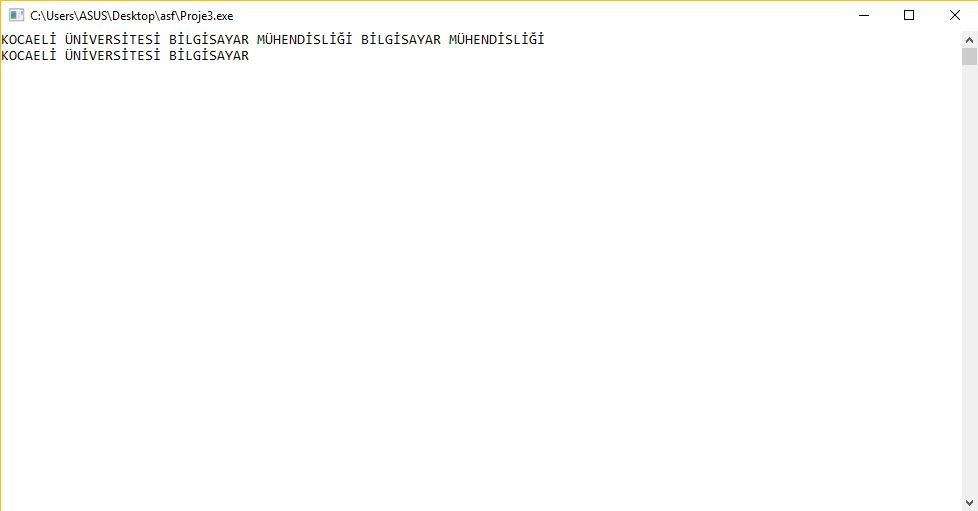 C:\Users\ASUS\Desktop\asf\Proje3.exe
KOCAELİ ÜNİVERSİTESİ BİLGİSAYAR MÜHENDİSLİĞİ BİLGİSAYAR MÜHENDİSLİĞİ
KOCAELİ ÜNİVERSİTESİ BİLGİSAYAR